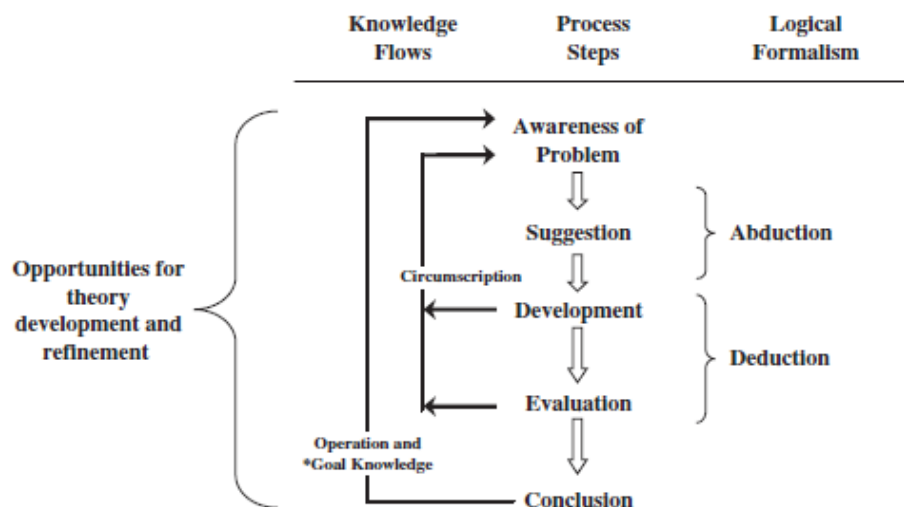 Knowledge
Flows
Process
Steps
Logical
Formalism
Awareness of
Problem
Suggestion
Abduction
Circumscription
Opportunities for
theory
development and
refinement
Development
Deduction
Evaluation
Operation and
*Goal Knowledge
Conclusion